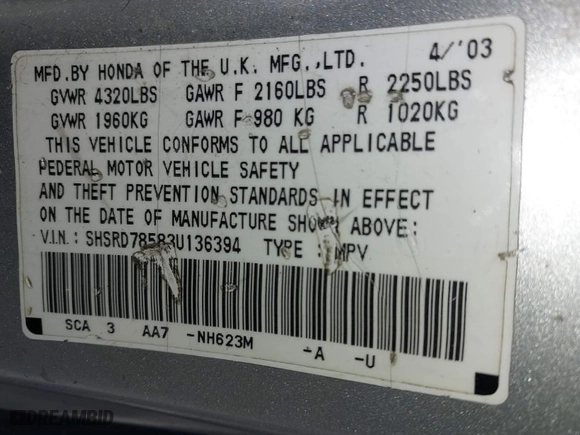 MFD.BY HONDA OF THE U.K. MFG.,LTD. 4/'03
GVWR 4320LBS GAWR F 2160LBS R 2250LBS
GVWR 1960KG GAWR F 980 KG R 1020KG
THIS VEHICLE CONFORMS TO ALL APPLICABLE
FEDERAL MOTOR VEHICLE SAFETY
AND THEFT PREVENTION STANDARDS IN EFFECT
ON THE DATE OF MANUFACTURE SHOWN ABOVE:
V.I.N.: SHSRD78583U136394 TYPE : MPV
SCA 3 AA7 -NH623M -A -U
DREAMBID